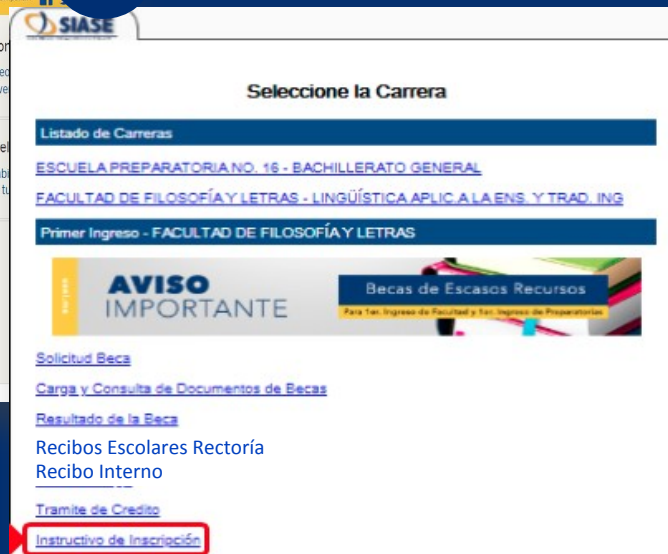 SIASE
Seleccione la Carrera
Listado de Carreras
ESCUELA PREPARATORIA NO. 16 - BACHILLERATO GENERAL
FACULTAD DE FILOSOFÍA Y LETRAS - LINGÜÍSTICA APLIC.A LA ENS. Y TRAD. ING
Primer Ingreso - FACULTAD DE FILOSOFÍA Y LETRAS
AVISO
IMPORTANTE
Becas de Escasos Recursos
Para 1er. Ingreso de Facultad y 1er. Ingreso de Preparatorias
Solicitud Beca
Carga y Consulta de Documentos de Becas
Resultado de la Beca
Recibos Escolares Rectoría
Recibo Interno
Tramite de Credito
Instructivo de Inscripción